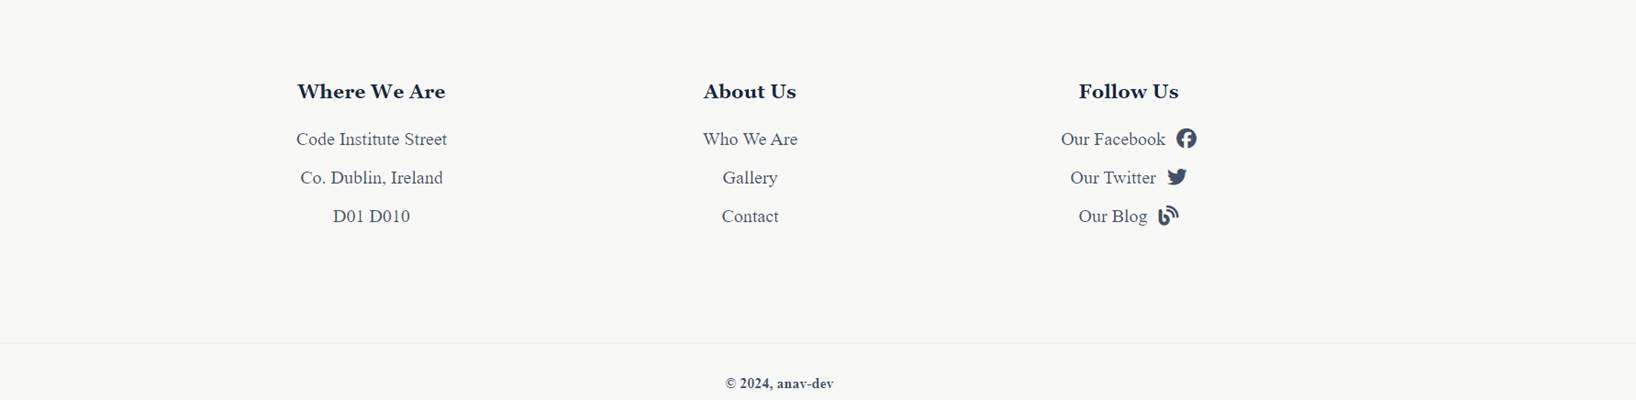 Where We Are
Code Institute Street
Co. Dublin, Ireland
D01 D010
About Us
Who We Are
Gallery
Contact
Follow Us
Our Facebook
Our Twitter
Our Blog
© 2024, anav-dev